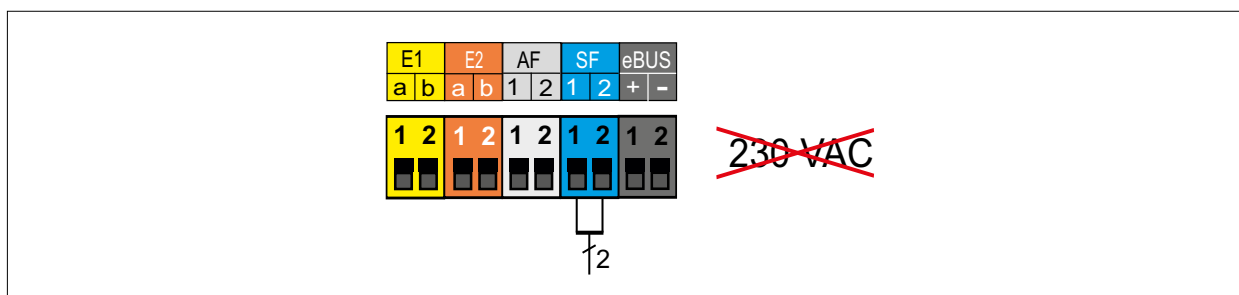 E1 E2 AF SF eBUS
a b a b 1 2 1 2 + -
1 2 1 2 1 2 1 2 1 2
230 VAC
2